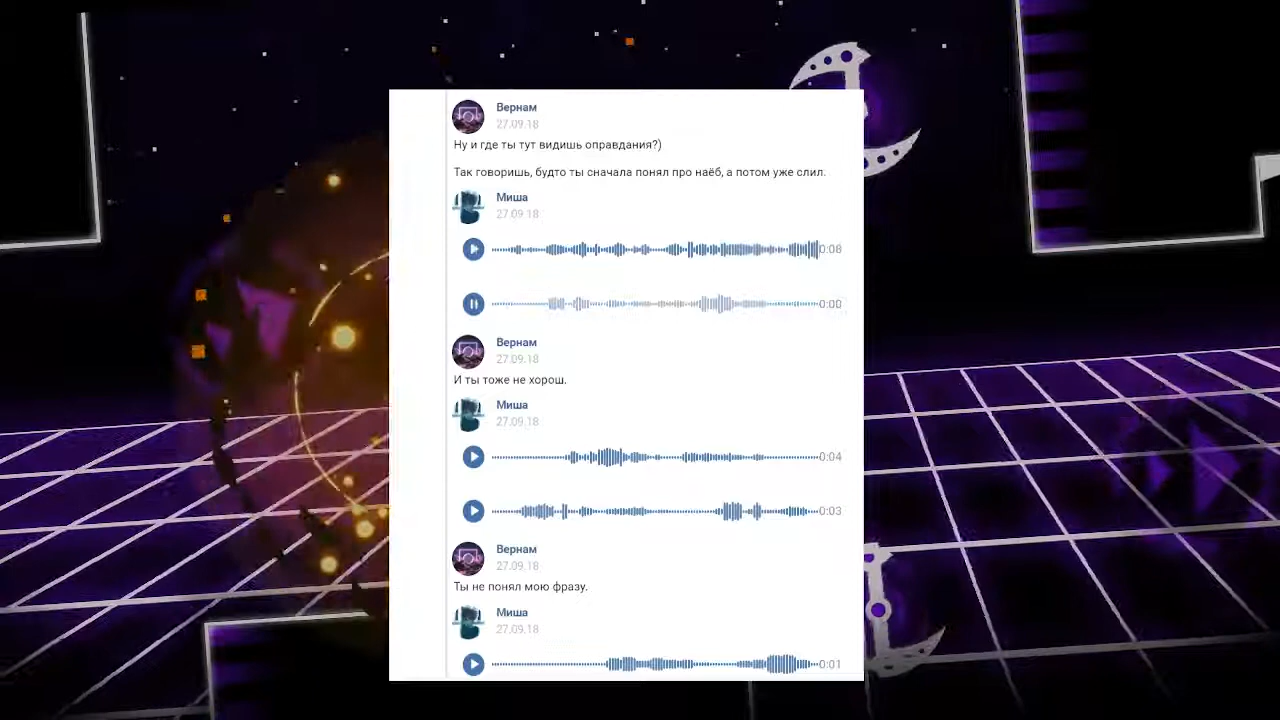 Вернам
27.09.18
Ну и где ты тут видишь оправдания?)
Так говоришь, будто ты сначала понял про наёб, а потом уже слил.
Миша
27.09.18
0:08
0:00
Вернам
27.09.18
И ты тоже не хорош.
Миша
27.09.18
0:04
0:03
Вернам
27.09.18
Ты не понял мою фразу.
Миша
27.09.18
0:01